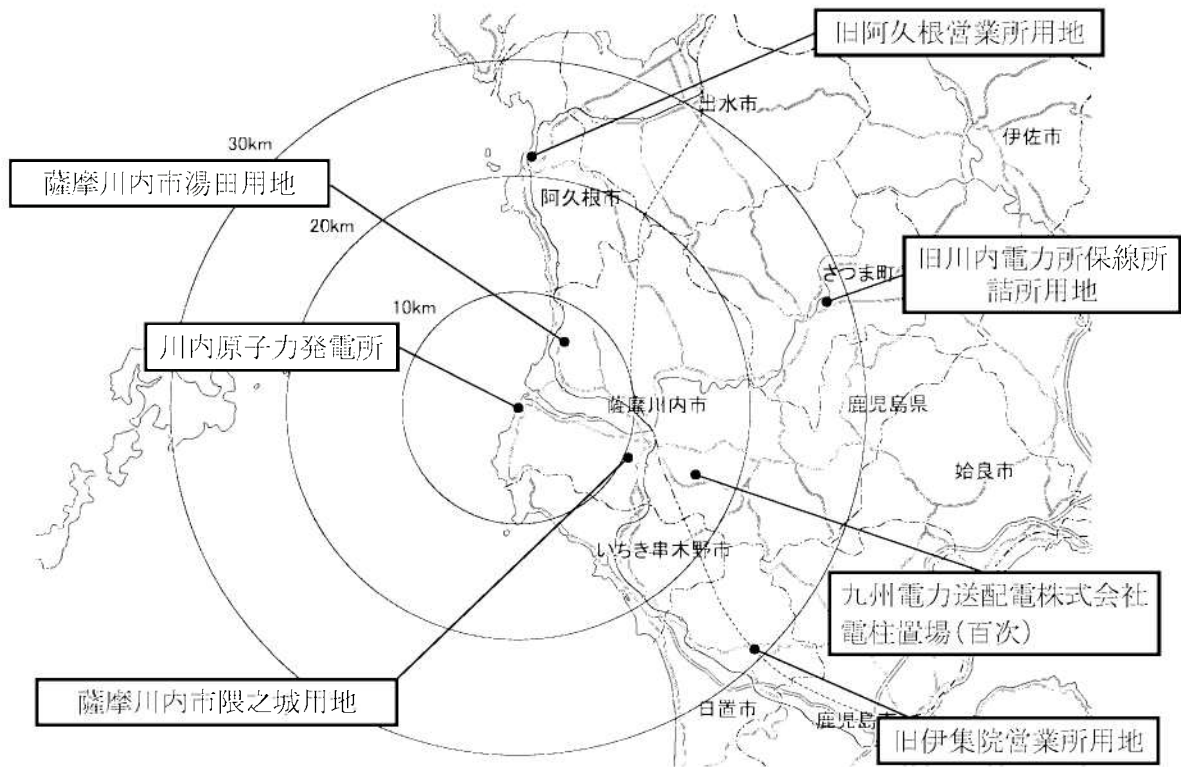 旧阿久根営業所用地
出水市
伊佐市
30km
薩摩川内市湯田用地
阿久根市
20km
旧川内電力所保線所
詰所用地
さつま町
10km
川内原子力発電所
薩摩川内市
鹿児島県
姶良市
いちき串木野市
九州電力送配電株式会社
電柱置場(百次)
薩摩川内市隈之城用地
日置市
鹿児島市
旧伊集院営業所用地